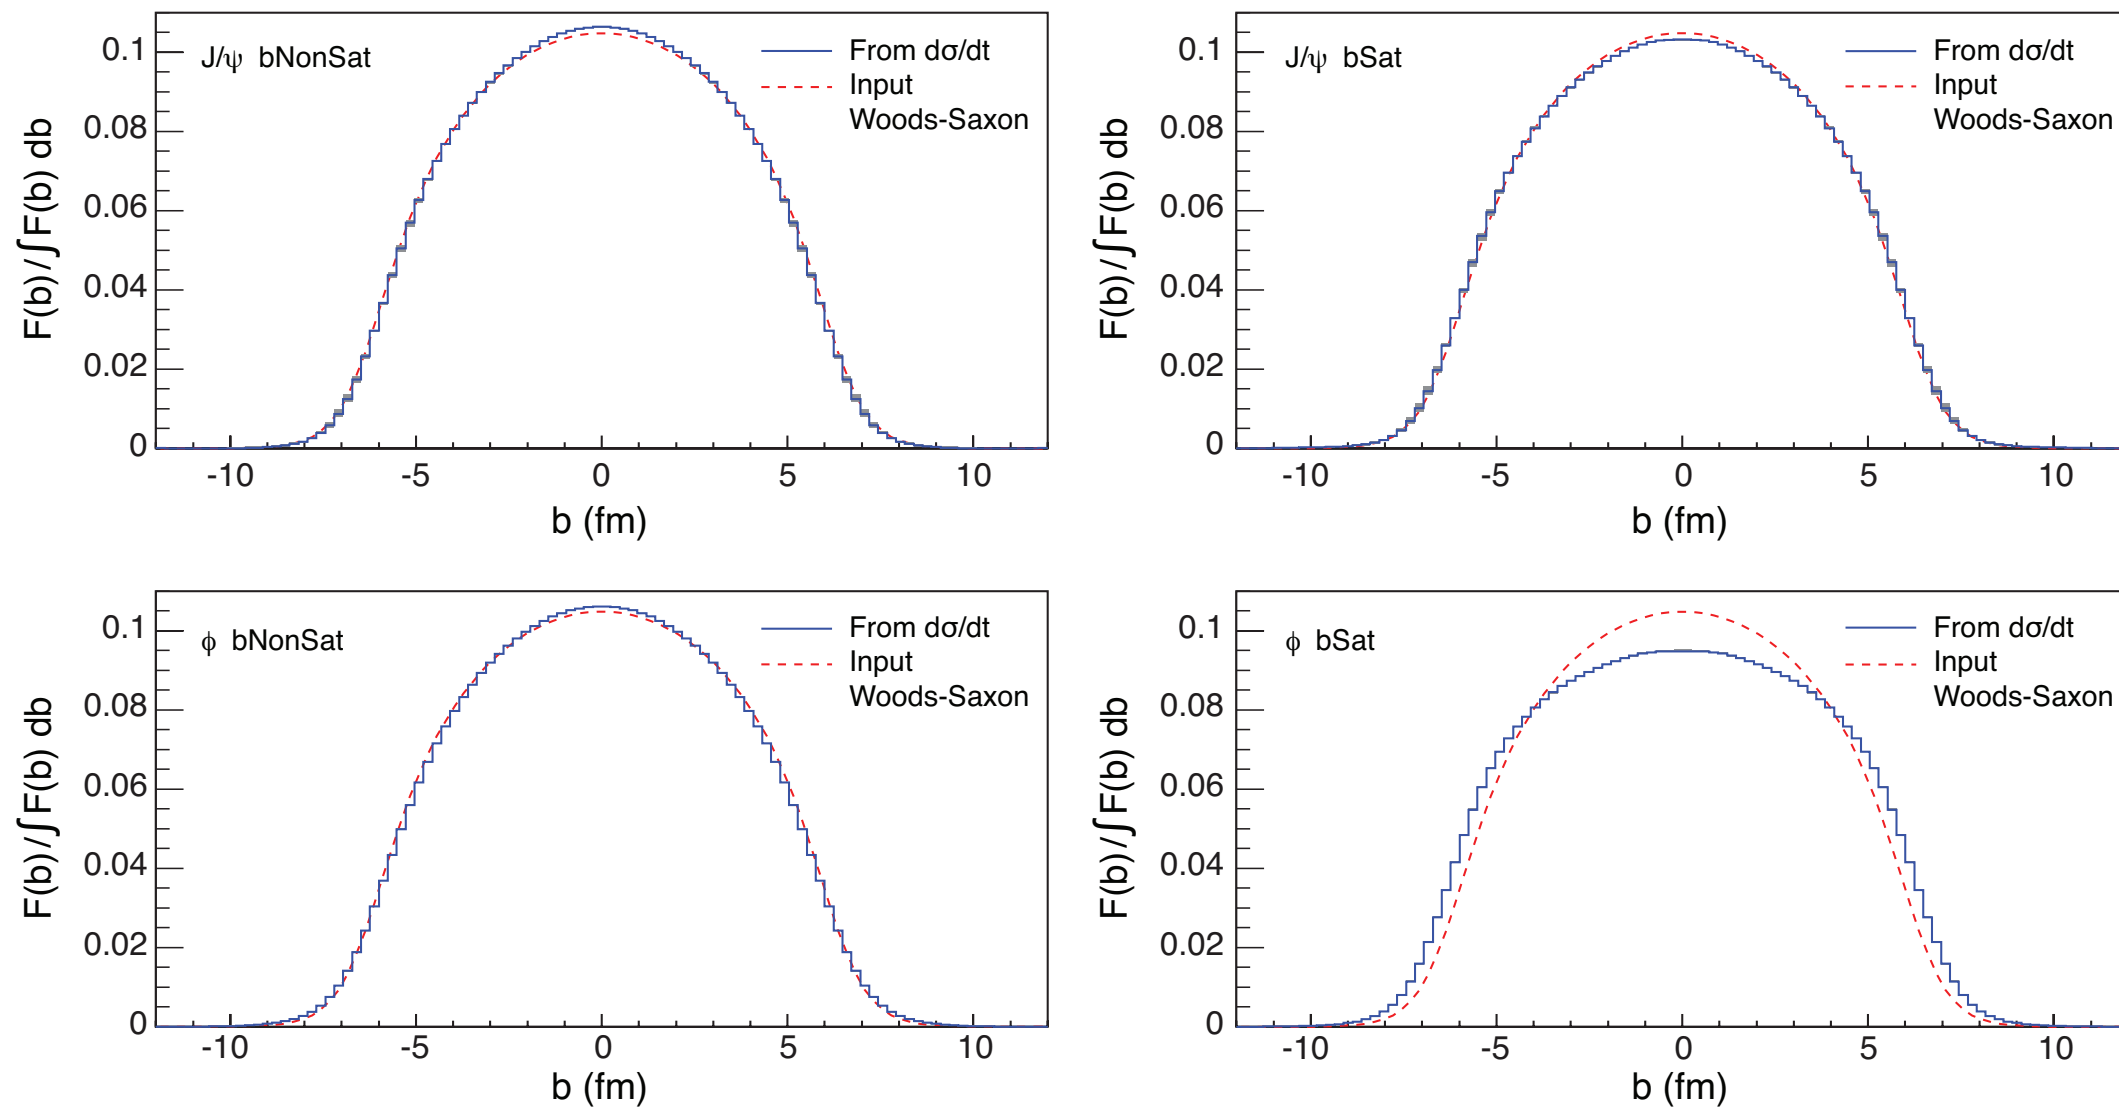 J/ψ bNonSat
From dσ/dt
Input
Woods-Saxon
F(b)/∫F(b) db
0.1
0.08
0.06
0.04
0.02
0
-10 -5 0 5 10
b (fm)
J/ψ bSat
From dσ/dt
Input
Woods-Saxon
F(b)/∫F(b) db
0.1
0.08
0.06
0.04
0.02
0
-10 -5 0 5 10
b (fm)
ϕ bNonSat
From dσ/dt
Input
Woods-Saxon
F(b)/∫F(b) db
0.1
0.08
0.06
0.04
0.02
0
-10 -5 0 5 10
b (fm)
ϕ bSat
From dσ/dt
Input
Woods-Saxon
F(b)/∫F(b) db
0.1
0.08
0.06
0.04
0.02
0
-10 -5 0 5 10
b (fm)